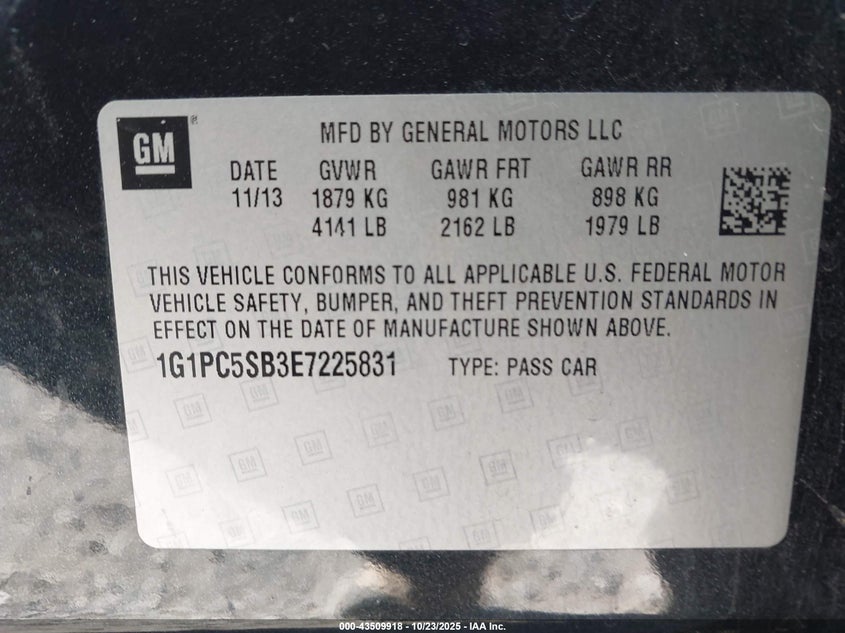 GM
®
MFD BY GENERAL MOTORS LLC
DATE GVWR GAWR FRT GAWR RR
11/13 1879 KG 981 KG 898 KG
4141 LB 2162 LB 1979 LB
THIS VEHICLE CONFORMS TO ALL APPLICABLE U.S. FEDERAL MOTOR
VEHICLE SAFETY, BUMPER, AND THEFT PREVENTION STANDARDS IN
EFFECT ON THE DATE OF MANUFACTURE SHOWN ABOVE.
1G1PC5SB3E7225831 TYPE: PASS CAR
000-43509918 - 10/23/2025 - IAA Inc.